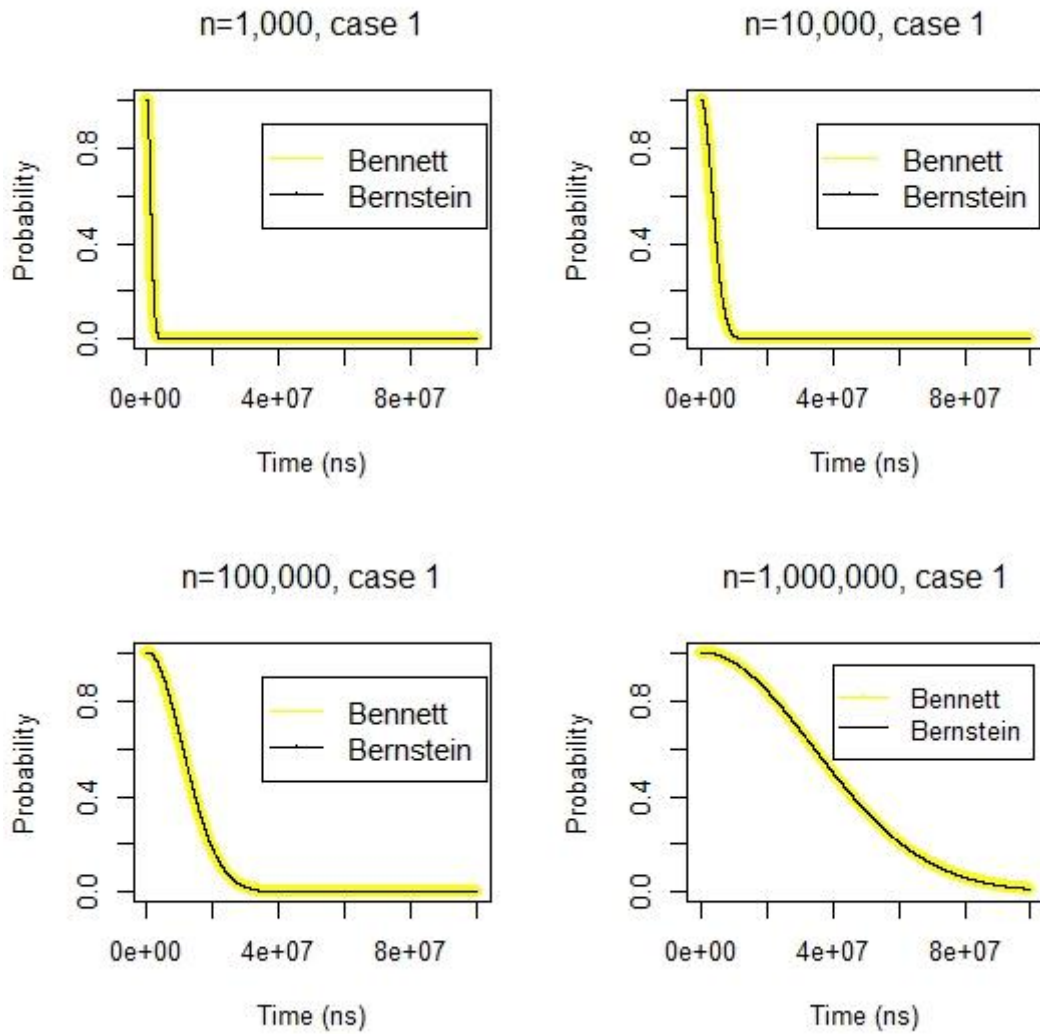 n=1,000, case 1
Probability
0.0 0.4 0.8
Bennett
Bernstein
0e+00 4e+07 8e+07
Time (ns)
n=10,000, case 1
Probability
0.0 0.4 0.8
Bennett
Bernstein
0e+00 4e+07 8e+07
Time (ns)
n=100,000, case 1
Probability
0.0 0.4 0.8
Bennett
Bernstein
0e+00 4e+07 8e+07
Time (ns)
n=1,000,000, case 1
Probability
0.0 0.4 0.8
Bennett
Bernstein
0e+00 4e+07 8e+07
Time (ns)